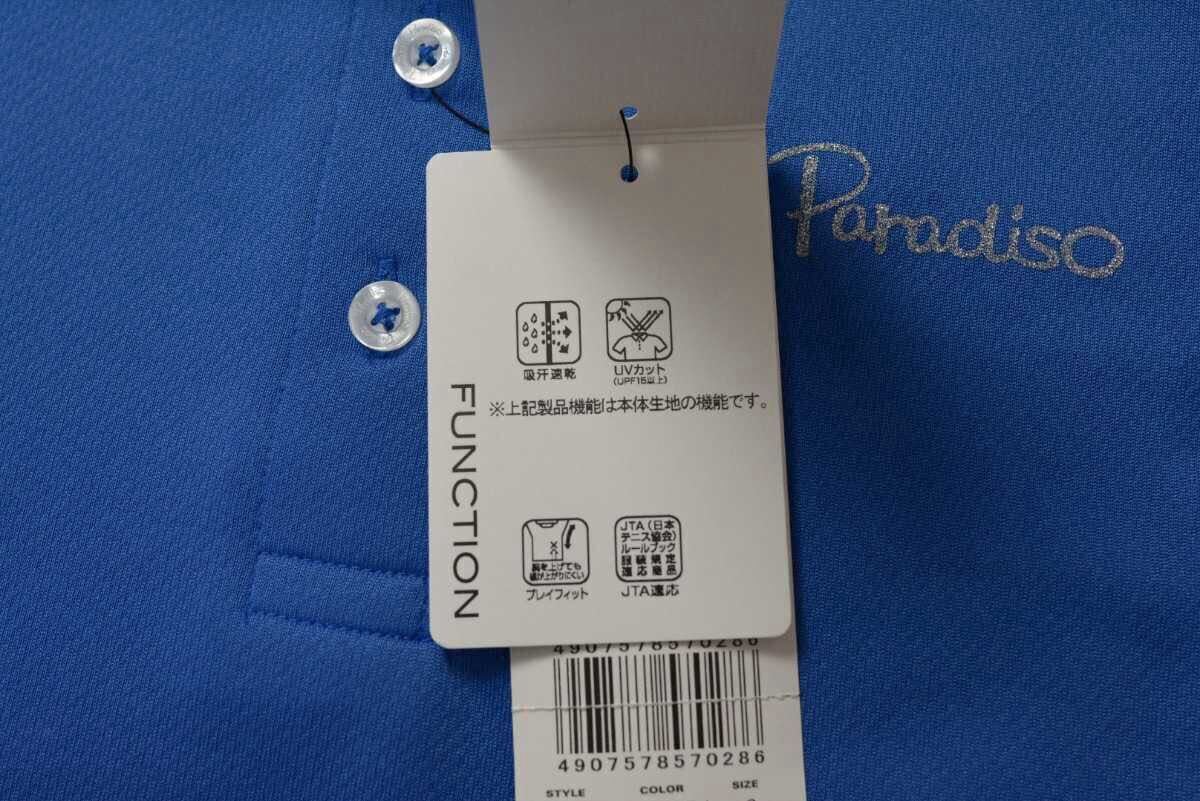 Paradiso
FUNCTION
吸汗速乾
UVカット
(UPF15以上)
※上記製品機能は本体生地の機能です。
腕を上げても
裾が上がりにくい
プレイフィット
JTA(日本
テニス協会)
ルールブック
服装規定
適応商品
JTA適応
4907578570286
4907578570286
STYLE COLOR SIZE